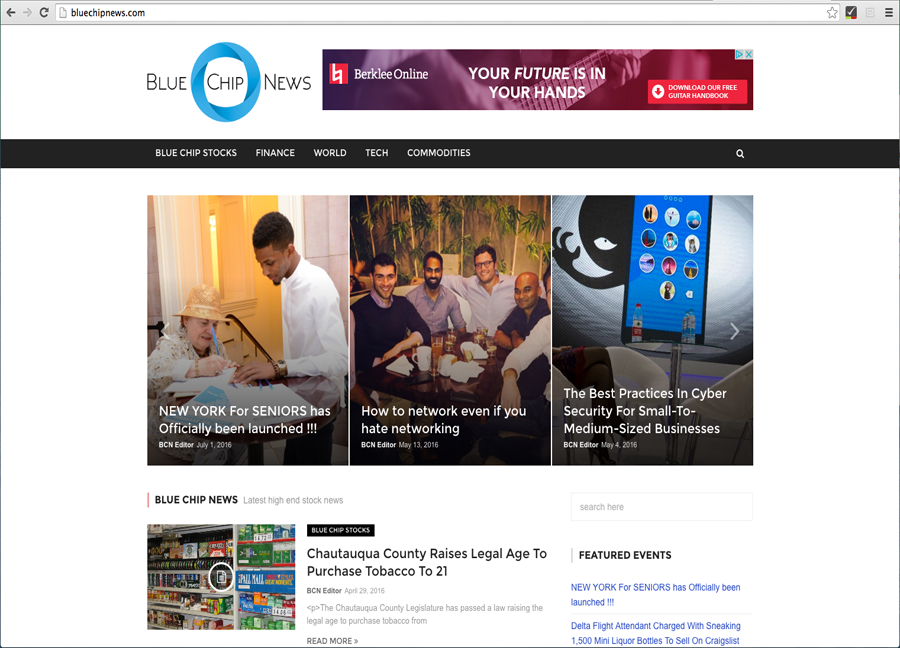 bluechipnews.com
BLUE CHIP NEWS
Berklee Online
YOUR FUTURE IS IN
YOUR HANDS
DOWNLOAD OUR FREE
GUITAR HANDBOOK
BLUE CHIP STOCKS FINANCE WORLD TECH COMMODITIES
NEW YORK For SENIORS has
Officially been launched !!!
BCN Editor July 1, 2016
How to network even if you
hate networking
BCN Editor May 13, 2016
The Best Practices In Cyber
Security For Small-To-
Medium-Sized Businesses
BCN Editor May 4, 2016
BLUE CHIP NEWS Latest high end stock news
PALL MALL
BLUE CHIP STOCKS
Chautauqua County Raises Legal Age To
Purchase Tobacco To 21
BCN Editor April 29, 2016
<p>The Chautauqua County Legislature has passed a law raising the
legal age to purchase tobacco from
READ MORE »
search here
FEATURED EVENTS
NEW YORK For SENIORS has Officially been
launched !!!
Delta Flight Attendant Charged With Sneaking
1,500 Mini Liquor Bottles To Sell On Craigslist